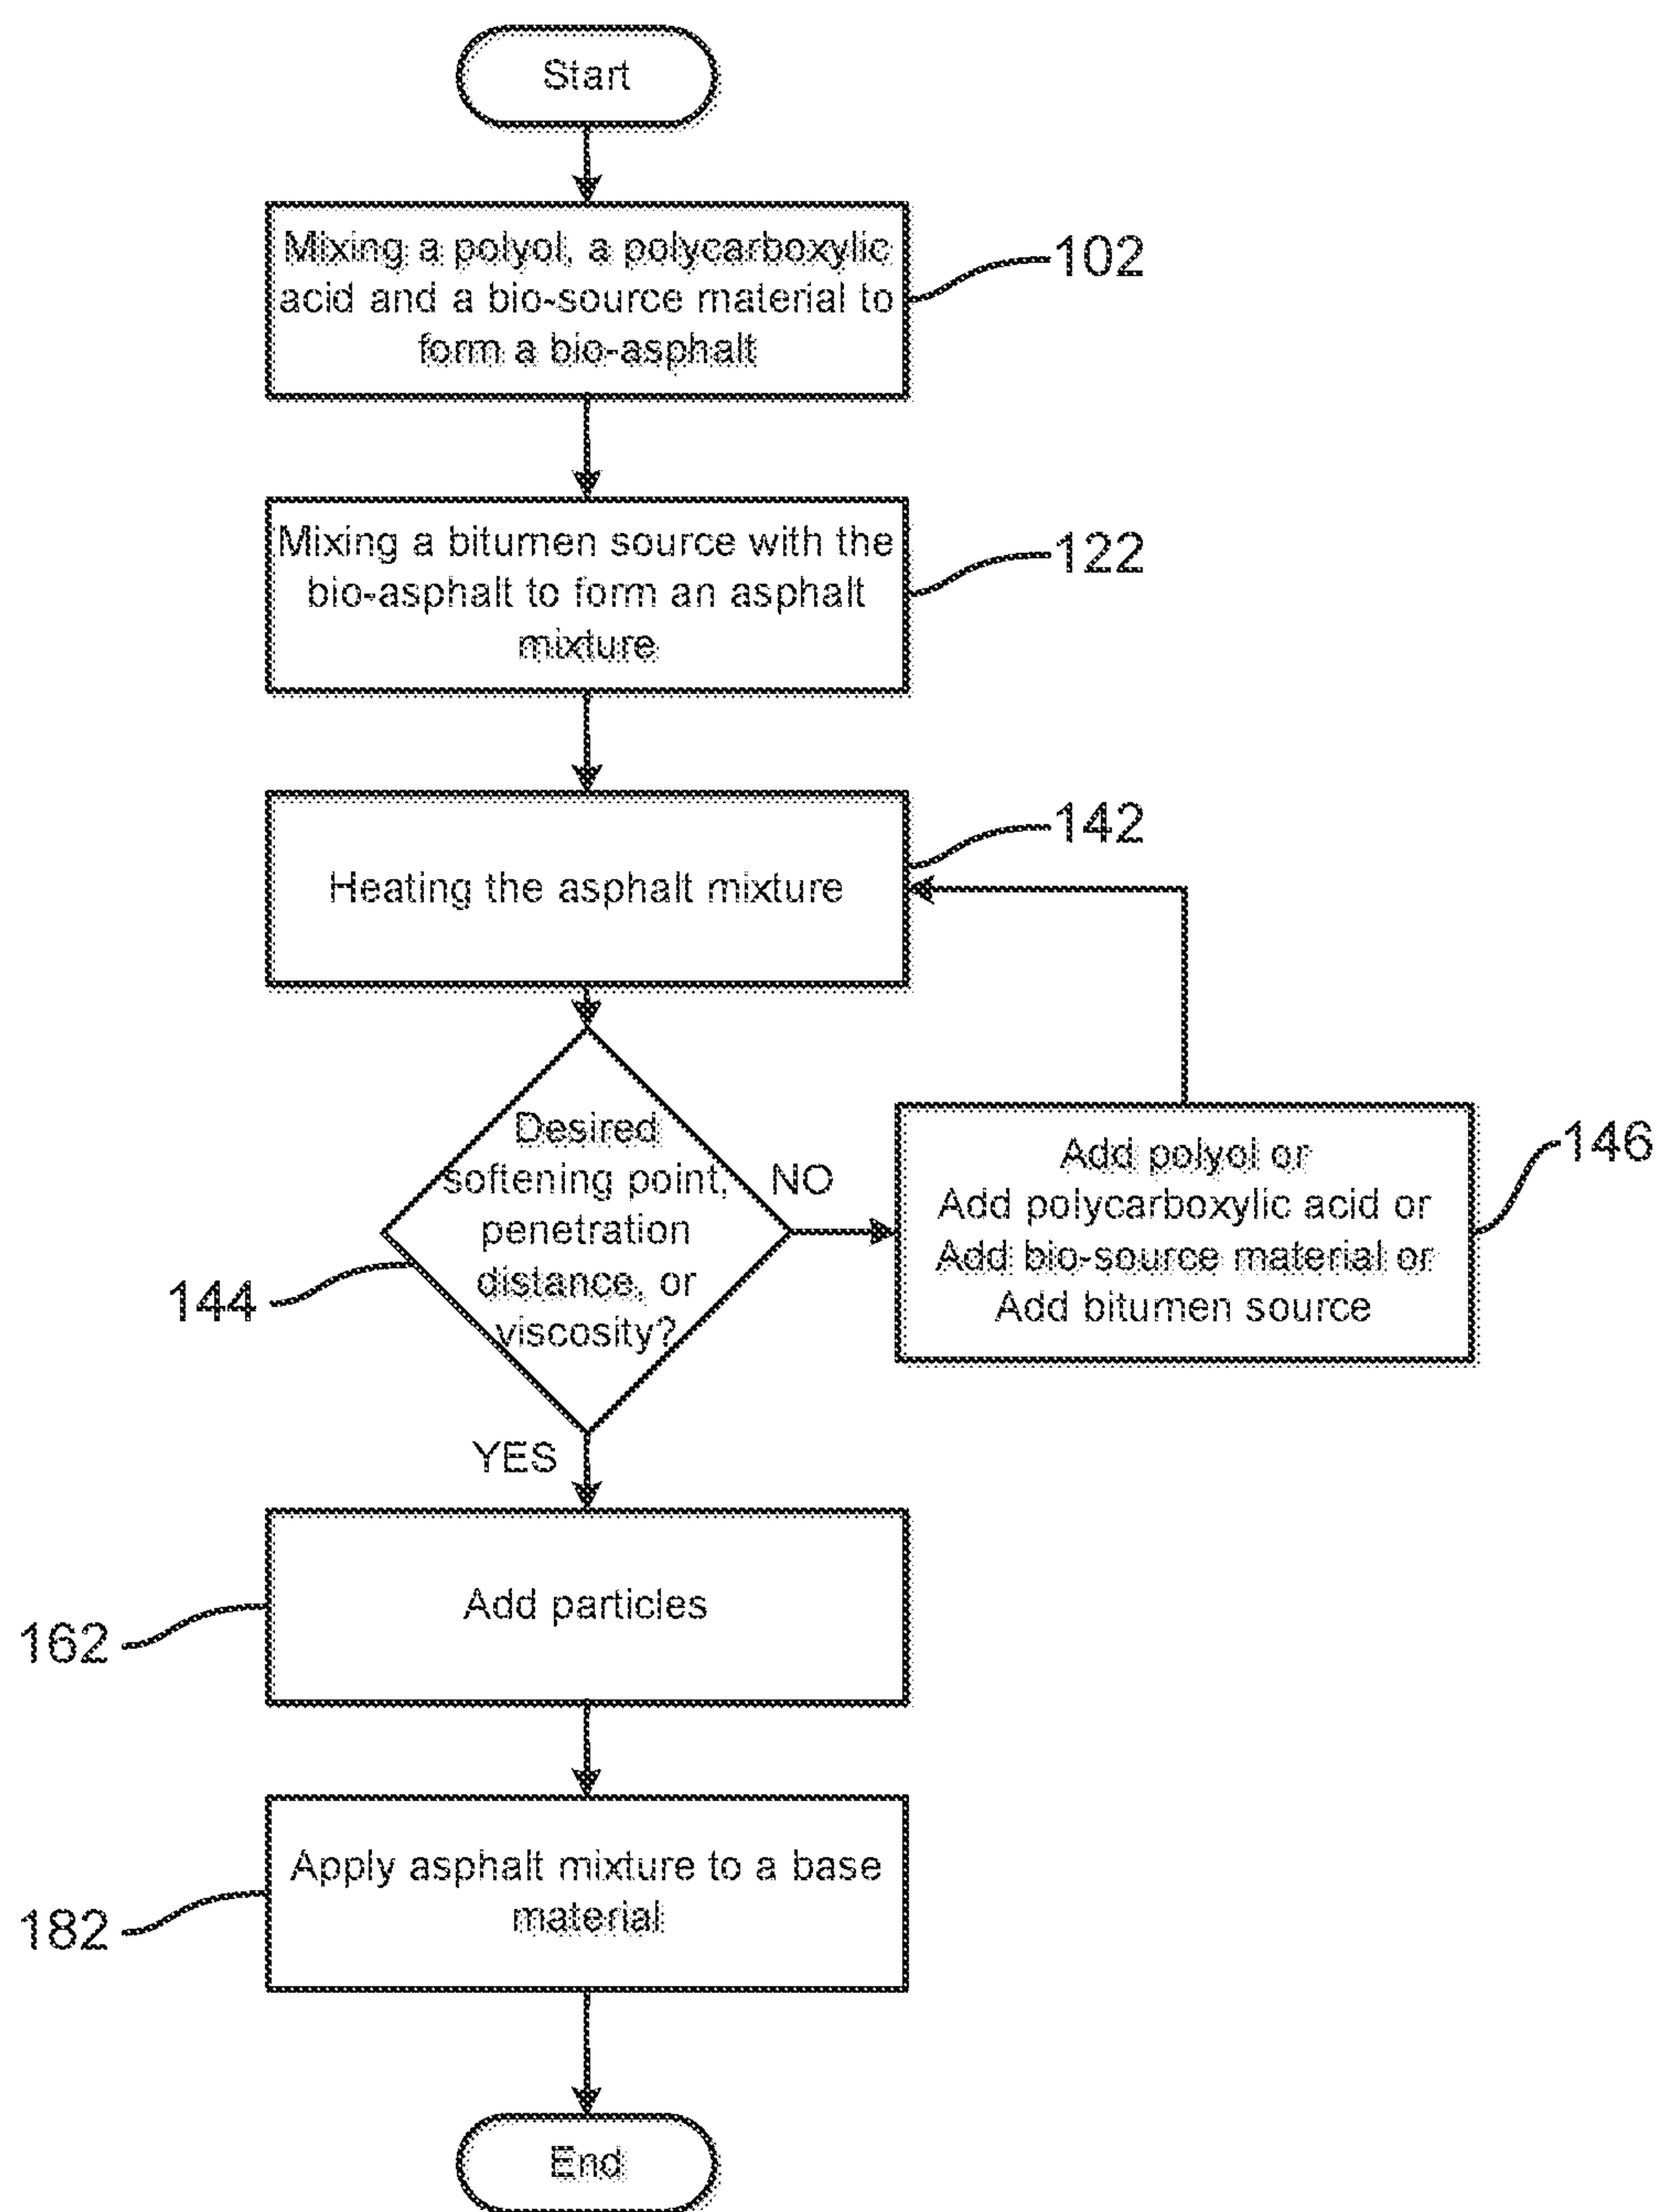 Start
Mixing a polyol, a polycarboxylic
acid and a bio-source material to
form a bio-asphalt
102
Mixing a bitumen source with the
bio-asphalt to form an asphalt
mixture
122
142
Heating the asphalt mixture
Desired
softening point,
penetration
distance, or
viscosity?
144
NO
Add polyol or
Add polycarboxylic acid or
Add bio-source material or
Add bitumen source
146
YES
Add particles
162
Apply asphalt mixture to a base
material
182
End